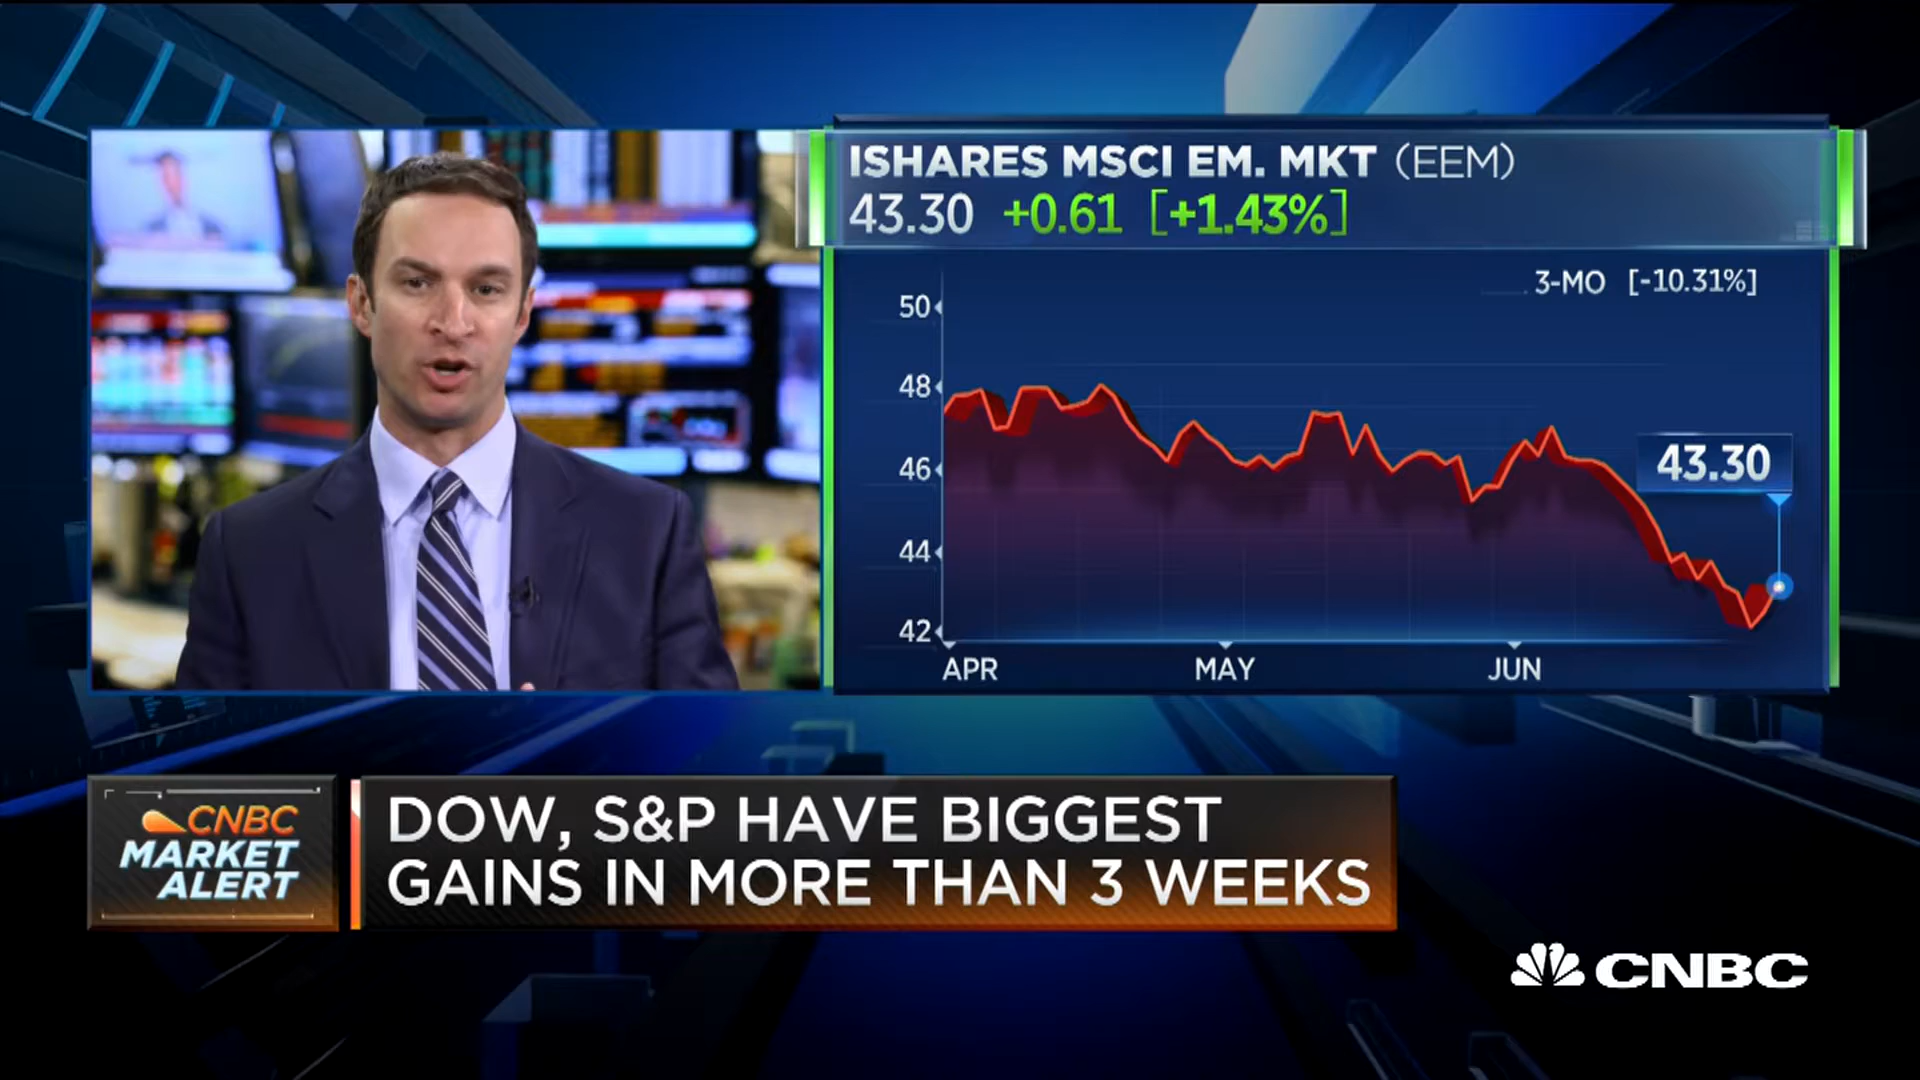 ISHARES MSCI EM. MKT (EEM)
43.30 +0.61 [+1.43%]
3-MO [-10.31%]
50
48
46
44
42
43.30
APR MAY JUN
CNBC
MARKET
ALERT
DOW, S&P HAVE BIGGEST
GAINS IN MORE THAN 3 WEEKS
CNBC